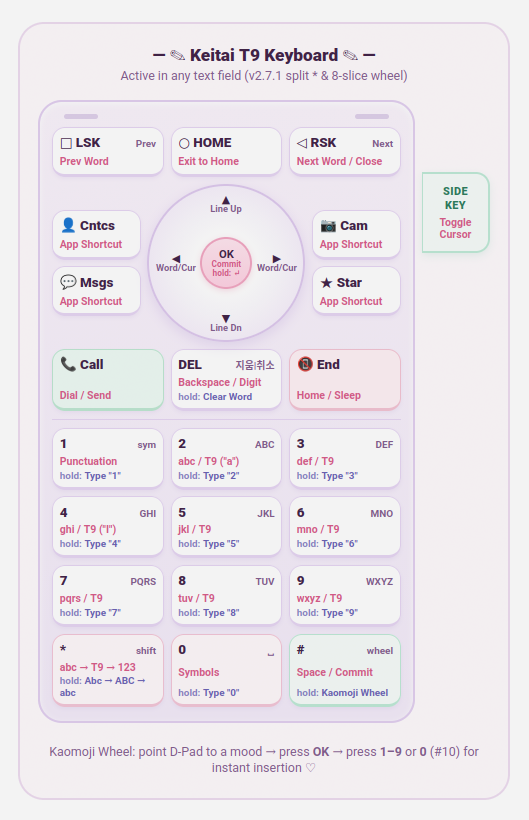 — ✎ Keitai T9 Keyboard ✎ —
Active in any text field (v2.7.1 split * & 8-slice wheel)
□ LSK Prev
Prev Word
○ HOME
Exit to Home
◁ RSK Next
Next Word / Close
SIDE
KEY
Toggle
Cursor
👤 Cntcs
App Shortcut
💬 Msgs
App Shortcut
▲
Line Up
◀
Word/Cur
OK
Commit
hold: ↵
▶
Word/Cur
▼
Line Dn
📷 Cam
App Shortcut
★ Star
App Shortcut
📞 Call
Dial / Send
DEL 지움|취소
Backspace / Digit
hold: Clear Word
📵 End
Home / Sleep
1 sym
Punctuation
hold: Type "1"
2 ABC
abc / T9 ("a")
hold: Type "2"
3 DEF
def / T9
hold: Type "3"
4 GHI
ghi / T9 ("I")
hold: Type "4"
5 JKL
jkl / T9
hold: Type "5"
6 MNO
mno / T9
hold: Type "6"
7 PQRS
pqrs / T9
hold: Type "7"
8 TUV
tuv / T9
hold: Type "8"
9 WXYZ
wxyz / T9
hold: Type "9"
* shift
abc → T9 → 123
hold: Abc → ABC →
abc
0 ⎵
Symbols
hold: Type "0"
# wheel
Space / Commit
hold: Kaomoji Wheel
Kaomoji Wheel: point D-Pad to a mood → press OK → press 1–9 or 0 (#10) for
instant insertion ♡